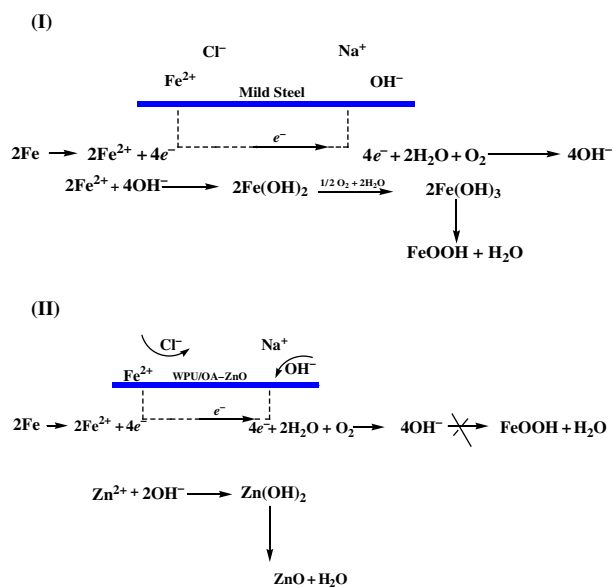 (I)
Cl⁻ Na⁺
Fe²⁺ OH⁻
Mild Steel
e⁻
2Fe → 2Fe²⁺ + 4e⁻ 4e⁻ + 2H₂O + O₂ → 4OH⁻
2Fe²⁺ + 4OH⁻ → 2Fe(OH)₂ 1/2 O₂ + 2H₂O → 2Fe(OH)₃
FeOOH + H₂O
(II)
Cl⁻ Na⁺
Fe²⁺ WPU/OA–ZnO OH⁻
e⁻
2Fe → 2Fe²⁺ + 4e⁻ 4e⁻ + 2H₂O + O₂ → 4OH⁻ → FeOOH + H₂O
Zn²⁺ + 2OH⁻ → Zn(OH)₂
ZnO + H₂O